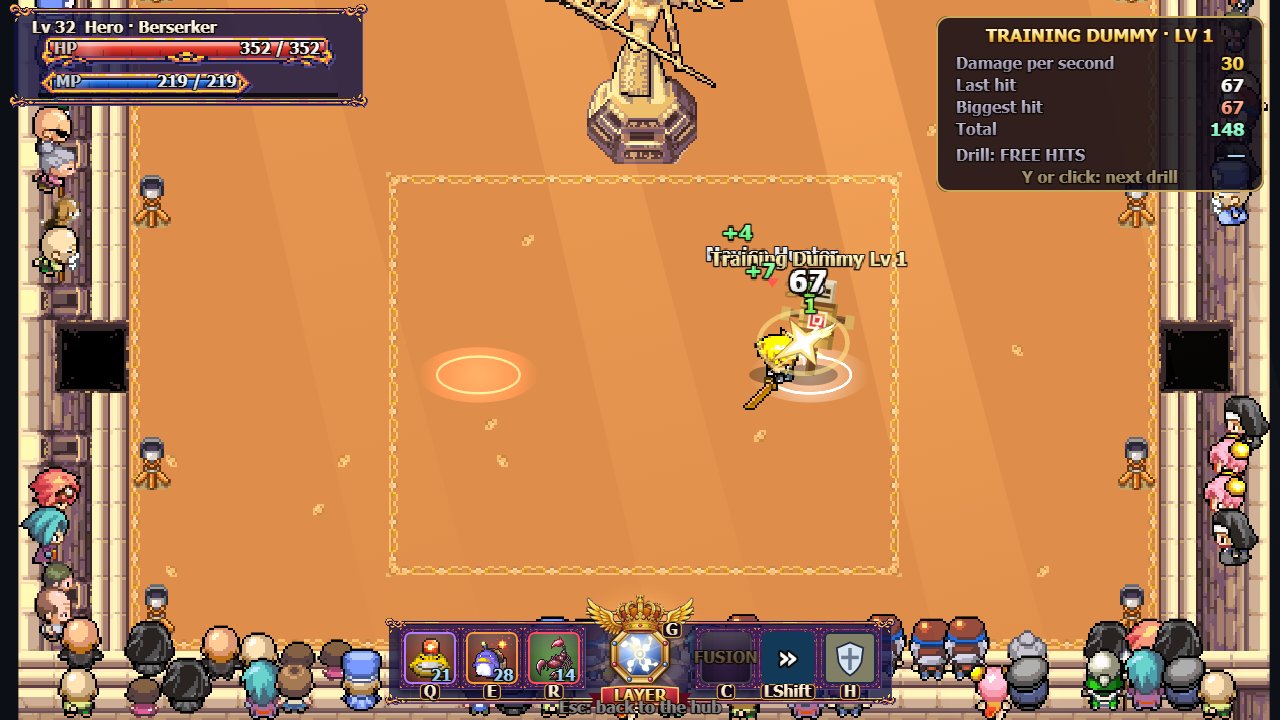 Lv 32 Hero · Berserker
HP 352 / 352
MP 219 / 219
TRAINING DUMMY · LV 1
Damage per second 30
Last hit 67
Biggest hit 67
Total 148
Drill: FREE HITS —
Y or click: next drill
+4
Training Dummy Lv 1
+7
67
1
G
21
28
14
FUSION
Q
E
R
LAYER
C
LShift
H
Esc: back to the hub